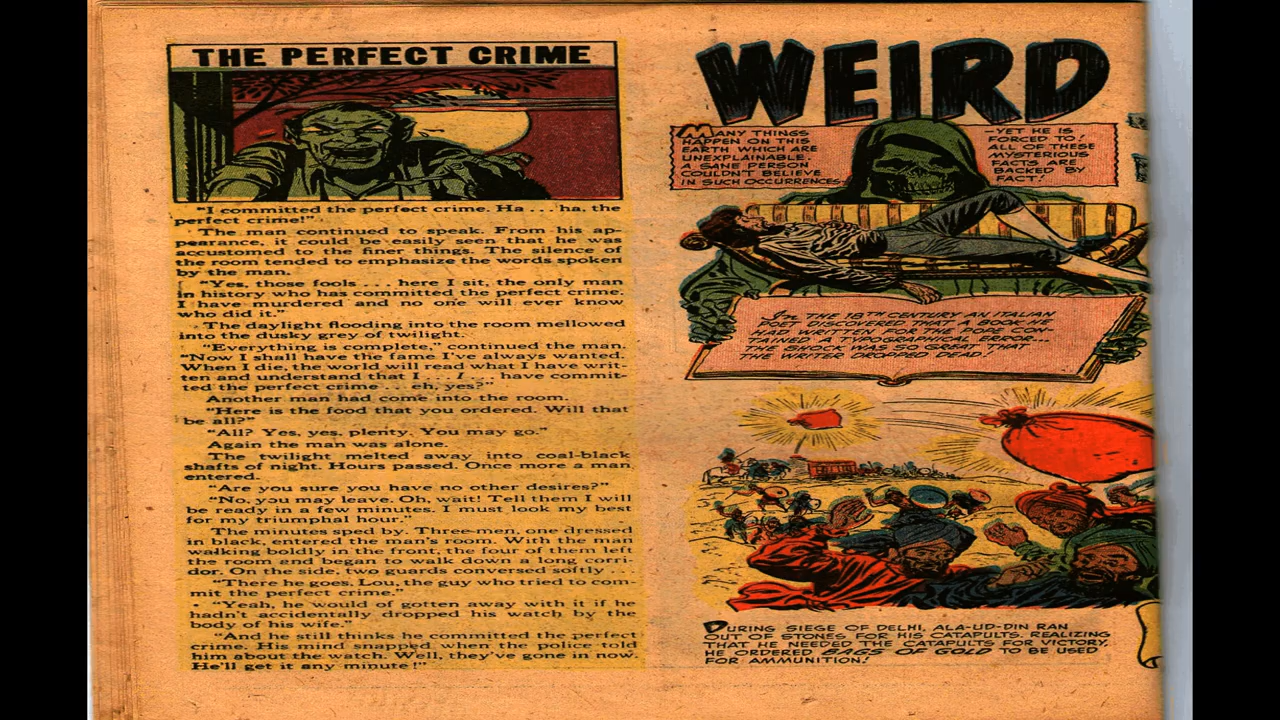 THE PERFECT CRIME
"I committed the perfect crime. Ha . . . ha, the
perfect crime!"
The man continued to speak. From his ap-
pearance, it could be easily seen that he was
accustomed to the finer things. The silence of
the room tended to emphasize the words spoken
by the man.
"Yes, those fools . . . . here I sit, the only man
in history who has committed the perfect crime.
I have murdered and no one will ever know
who did it."
The daylight flooding into the room mellowed
into the dusky grey of twilight.
"Everything is complete," continued the man.
"Now I shall have the fame I've always wanted.
When I die, the world will read what I have writ-
ten and understand that I . . . I . . . have commit-
ted the perfect crime . . . eh, yes?"
Another man had come into the room.
"Here is the food that you ordered. Will that
be all?"
"All? Yes, yes, plenty. You may go."
Again the man was alone.
The twilight melted away into coal-black
shafts of night. Hours passed. Once more a man
entered.
"Are you sure you have no other desires?"
"No, you may leave. Oh, wait! Tell them I will
be ready in a few minutes. I must look my best
for my triumphal hour."
The minutes sped by. Three men, one dressed
in black, entered the man's room. With the man
walking boldly in the front, the four of them left
the room and began to walk down a long corri-
dor. On the side, two guards conversed softly . . .
"There he goes, Lou, the guy who tried to com-
mit the perfect crime."
"Yeah, he would of gotten away with it if he
hadn't accidentally dropped his watch by the
body of his wife."
"And he still thinks he committed the perfect
crime. His mind snapped when the police told
him about the watch. Well, they've gone in now.
He'll get it any minute!"
WEIRD
MANY THINGS
HAPPEN ON THIS
EARTH WHICH ARE
UNEXPLAINABLE.
A SANE PERSON
COULDN'T BELIEVE
IN SUCH OCCURRENCES
-YET HE IS
FORCED TO!
ALL OF THESE
MYSTERIOUS
FACTS ARE
BACKED BY
FACT!
IN THE 18TH CENTURY AN ITALIAN
POET DISCOVERED THAT A BOOK HE
HAD WRITTEN FOR THE POPE CON-
TAINED A TYPOGRAPHICAL ERROR...
THE SHOCK WAS SO GREAT THAT
THE WRITER DROPPED DEAD!
DURING SIEGE OF DELHI, ALA-UD-DIN RAN
OUT OF STONES FOR HIS CATAPULTS. REALIZING
THAT HE NEEDED THE CATAPULTS FOR VICTORY,
HE ORDERED BAGS OF GOLD TO BE USED
FOR AMMUNITION!